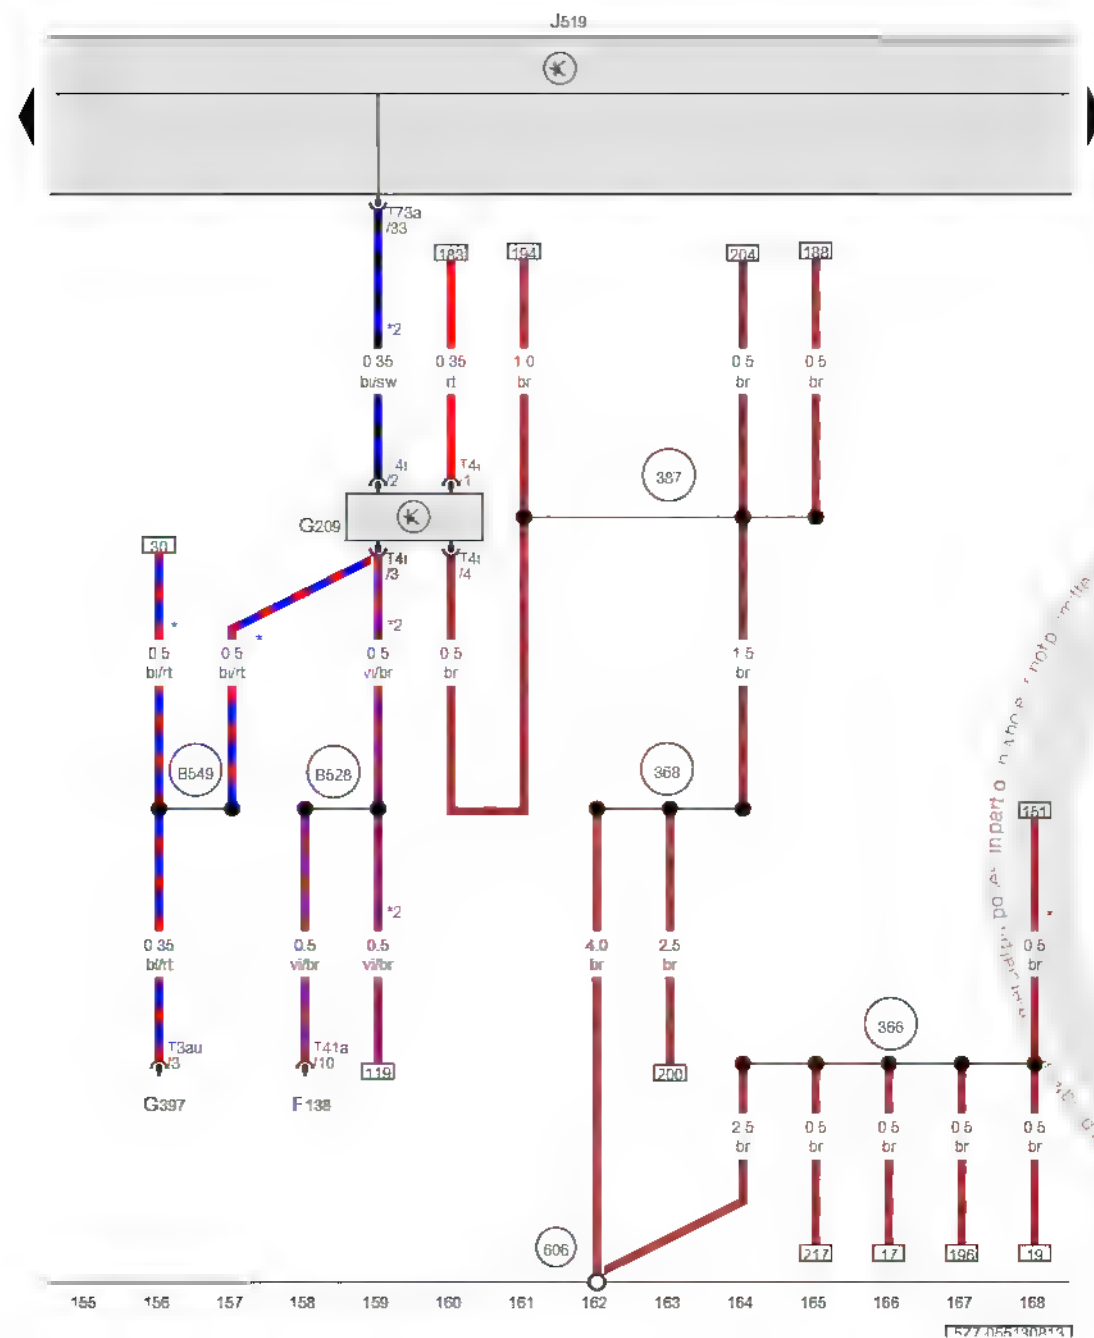 J519
T73a
/33
183
194
204
188
*2
0.35
bl/sw
0.35
rt
1.0
br
0.5
br
0.5
br
/2
T4i
/1
387
G209
30
T4i
/3
T4i
/4
*
*
*2
0.5
bl/rt
0.5
bl/rt
0.5
vi/br
0.5
br
1.5
br
B549
B528
368
151
*2
*
0.35
bl/rt
0.5
vi/br
0.5
vi/br
4.0
br
2.5
br
0.5
br
366
T3au
/3
T41a
/10
119
200
G397
F138
2.5
br
0.5
br
0.5
br
0.5
br
0.5
br
606
217
17
196
19
155 156 157 158 159 160 161 162 163 164 165 166 167 168
577-055130813